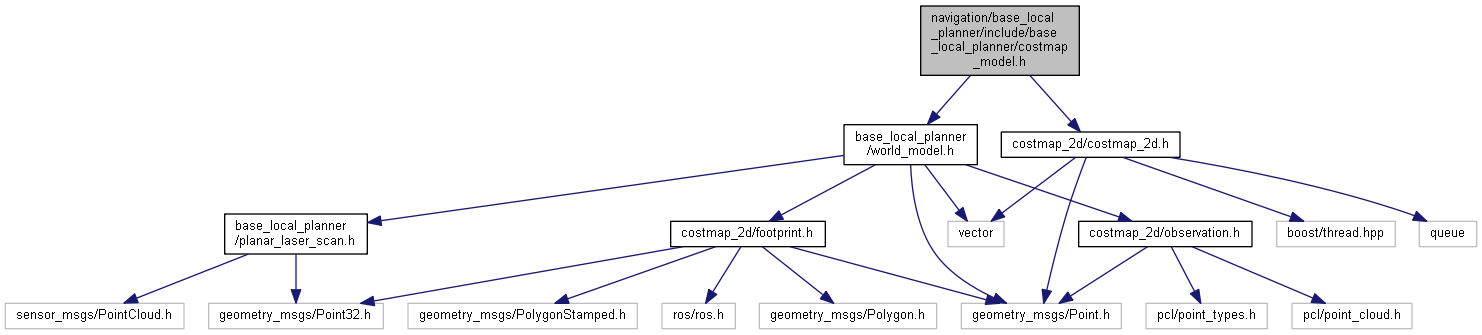 navigation/base_local
_planner/include/base
_local_planner/costmap
_model.h
base_local_planner
/world_model.h
costmap_2d/costmap_2d.h
base_local_planner
/planar_laser_scan.h
costmap_2d/footprint.h
vector
costmap_2d/observation.h
boost/thread.hpp
queue
sensor_msgs/PointCloud.h
geometry_msgs/Point32.h
geometry_msgs/PolygonStamped.h
ros/ros.h
geometry_msgs/Polygon.h
geometry_msgs/Point.h
pcl/point_types.h
pcl/point_cloud.h